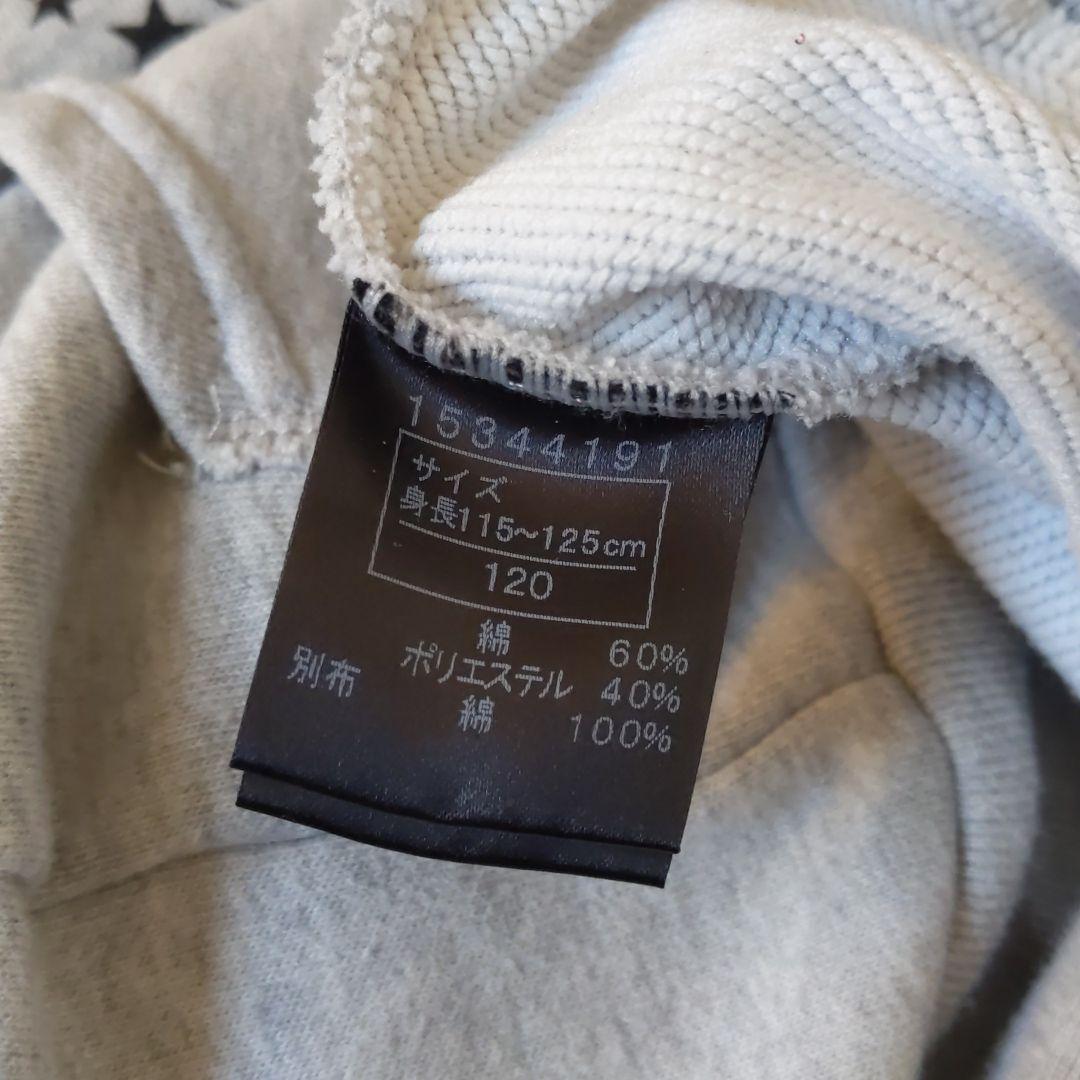 15344191
サイズ
身長115～125cm
120
綿 60%
ポリエステル 40%
別布 綿 100%